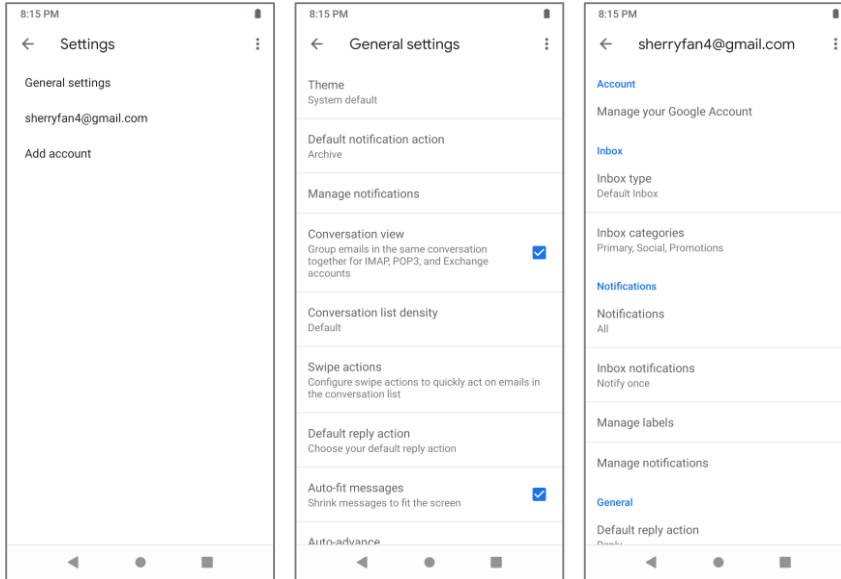 8:15 PM
Settings
General settings
sherryfan4@gmail.com
Add account
8:15 PM
General settings
Theme
System default
Default notification action
Archive
Manage notifications
Conversation view
Group emails in the same conversation
together for IMAP, POP3, and Exchange
accounts
Conversation list density
Default
Swipe actions
Configure swipe actions to quickly act on emails in
the conversation list
Default reply action
Choose your default reply action
Auto-fit messages
Shrink messages to fit the screen
Auto-advance
8:15 PM
sherryfan4@gmail.com
Account
Manage your Google Account
Inbox
Inbox type
Default Inbox
Inbox categories
Primary, Social, Promotions
Notifications
Notifications
All
Inbox notifications
Notify once
Manage labels
Manage notifications
General
Default reply action
Reply